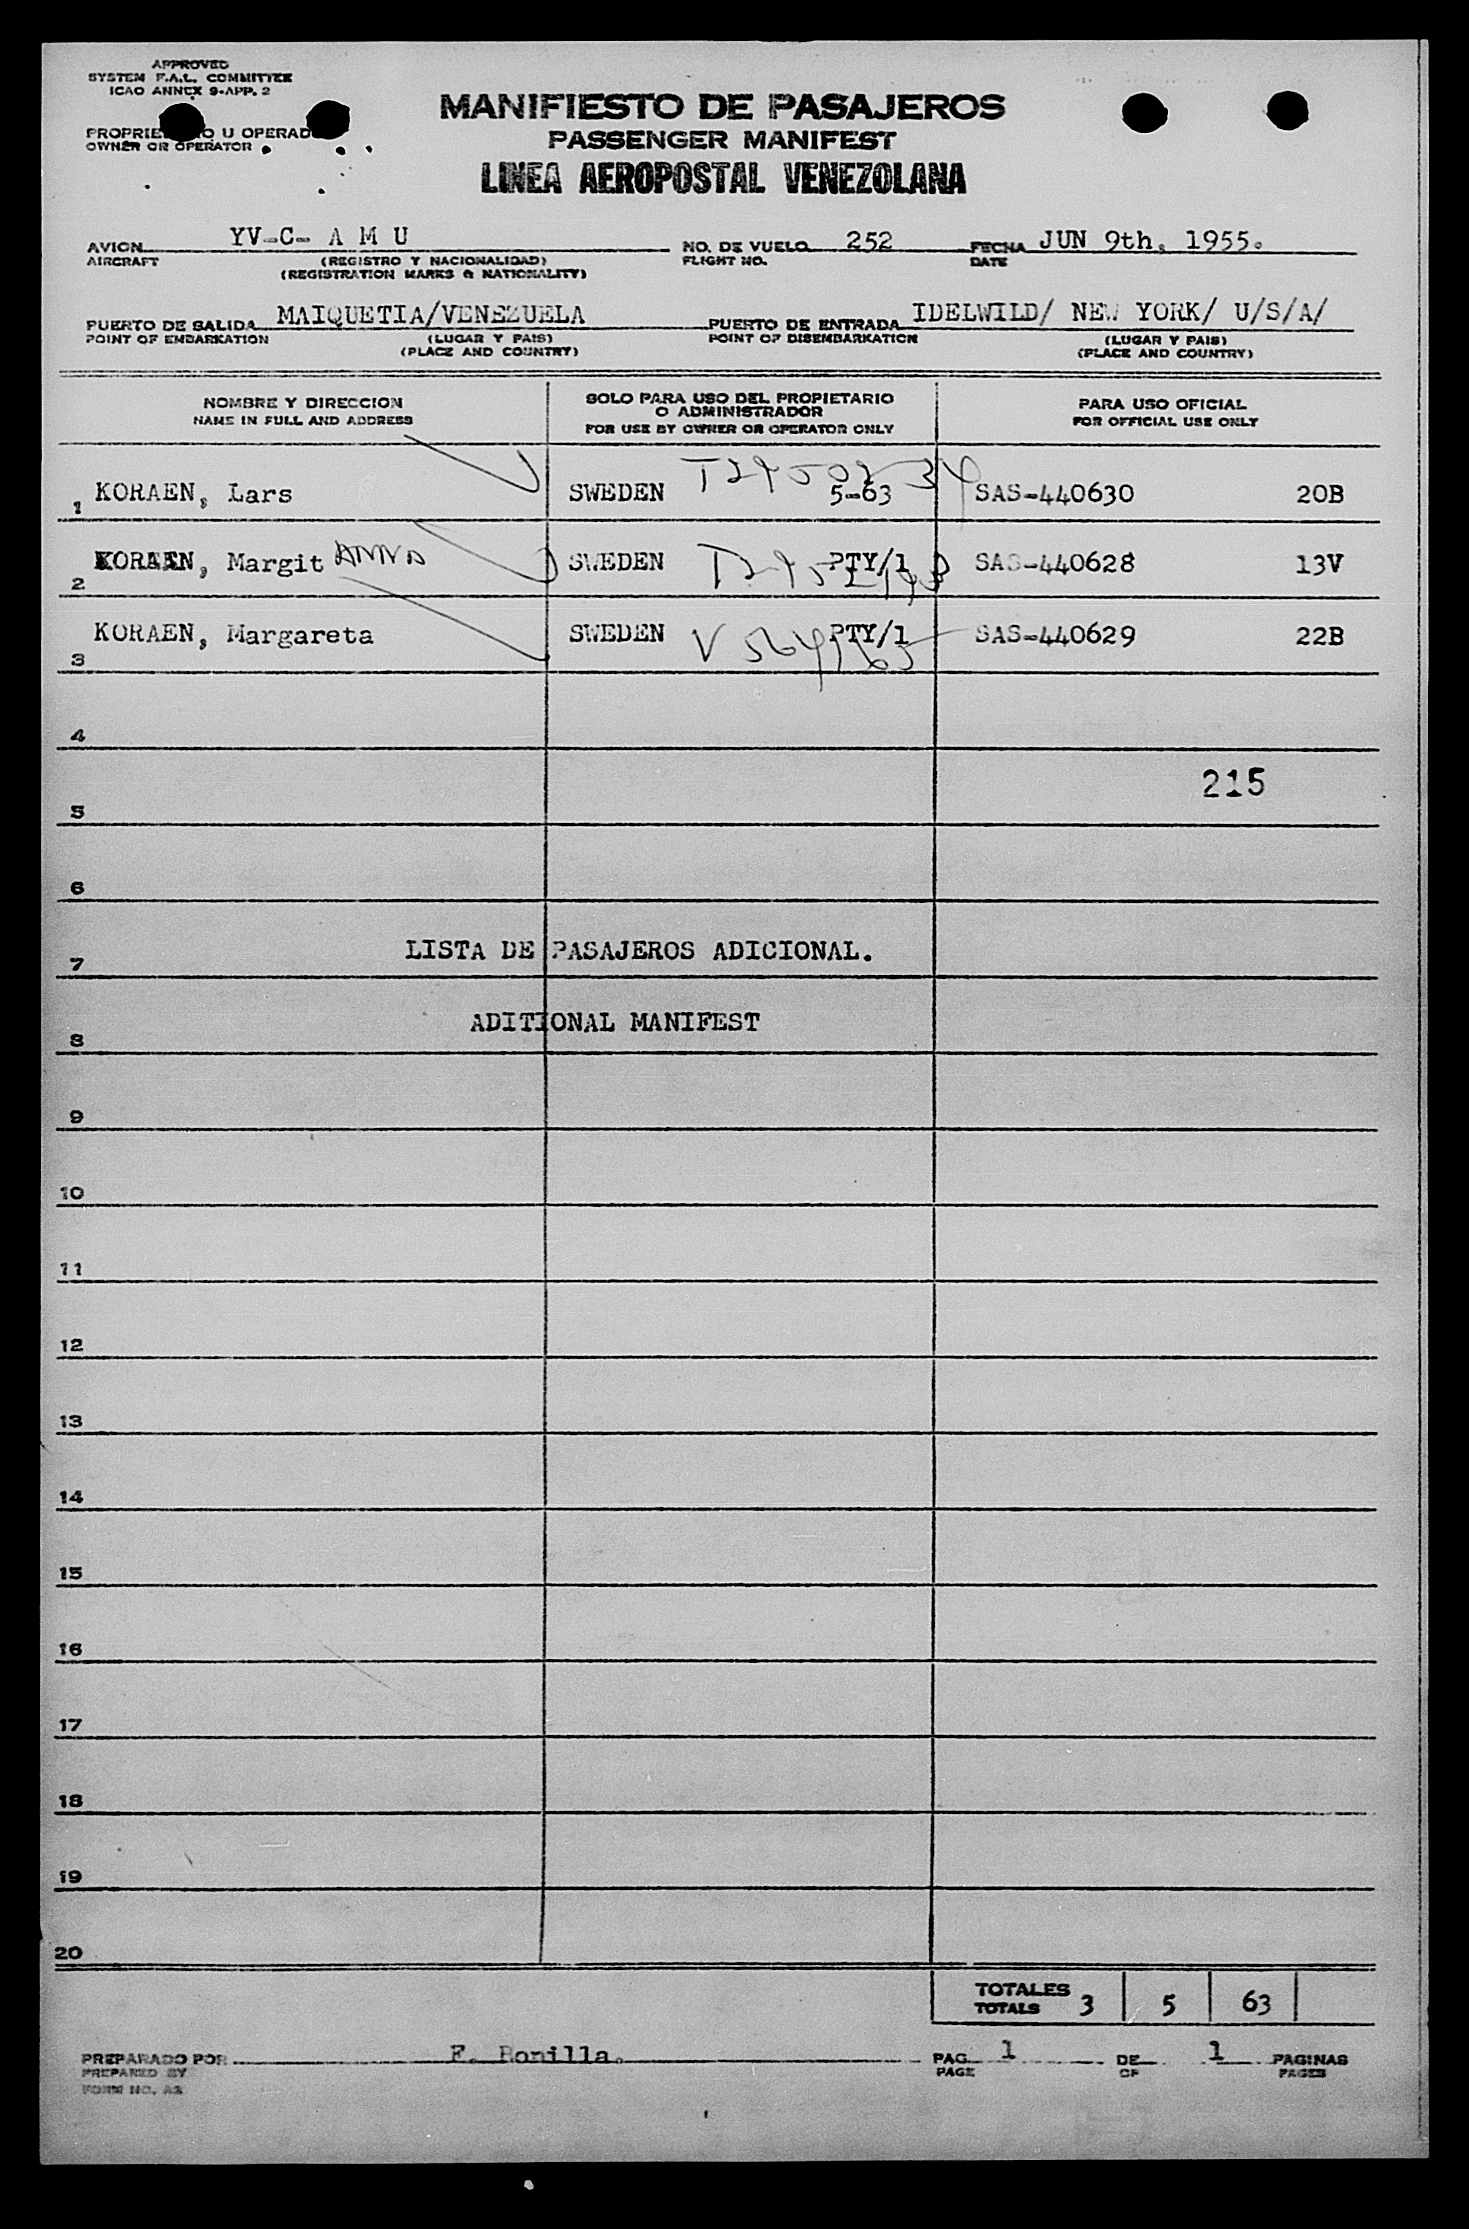 APPROVED
SYSTEM F.A.L. COMMITTEE
ICAO ANNEX 9-APP. 2
OWNER OR OPERATOR
MANIFIESTO DE PASAJEROS
PASSENGER MANIFEST
LINEA AEROPOSTAL VENEZOLANA
AVION YV-C- A M U NO. DE VUELO 252 FECHA JUN 9th, 1955.
AIRCRAFT (REGISTRO Y NACIONALIDAD) FLIGHT NO. DATE
(REGISTRATION MARKS & NATIONALITY)
PUERTO DE SALIDA MAIQUETIA/VENEZUELA PUERTO DE ENTRADA IDELWILD/ NEW YORK/ U/S/A/
POINT OF EMBARKATION (LUGAR Y PAIS) POINT OF DISEMBARKATION (LUGAR Y PAIS)
(PLACE AND COUNTRY) (PLACE AND COUNTRY)
NOMBRE Y DIRECCION SOLO PARA USO DEL PROPIETARIO O ADMINISTRADOR PARA USO OFICIAL
NAME IN FULL AND ADDRESS FOR USE BY OWNER OR OPERATOR ONLY FOR OFFICIAL USE ONLY
1 KORAEN, Lars SWEDEN 5-63 SAS-440630 20B
2 KORAEN, Margit ANNA SWEDEN PTY/1 SAS-440628 13V
3 KORAEN, Margareta SWEDEN PTY/1 SAS-440629 22B
4
215
5
6
7 LISTA DE PASAJEROS ADICIONAL.
8 ADITIONAL MANIFEST
9
10
11
12
13
14
15
16
17
18
19
20
TOTALES 3 5 63
TOTALS
PREPARADO POR F. Bonilla. PAG. 1 DE 1 PAGINAS
PREPARED BY PAGE OF PAGES
FORM NO. A2